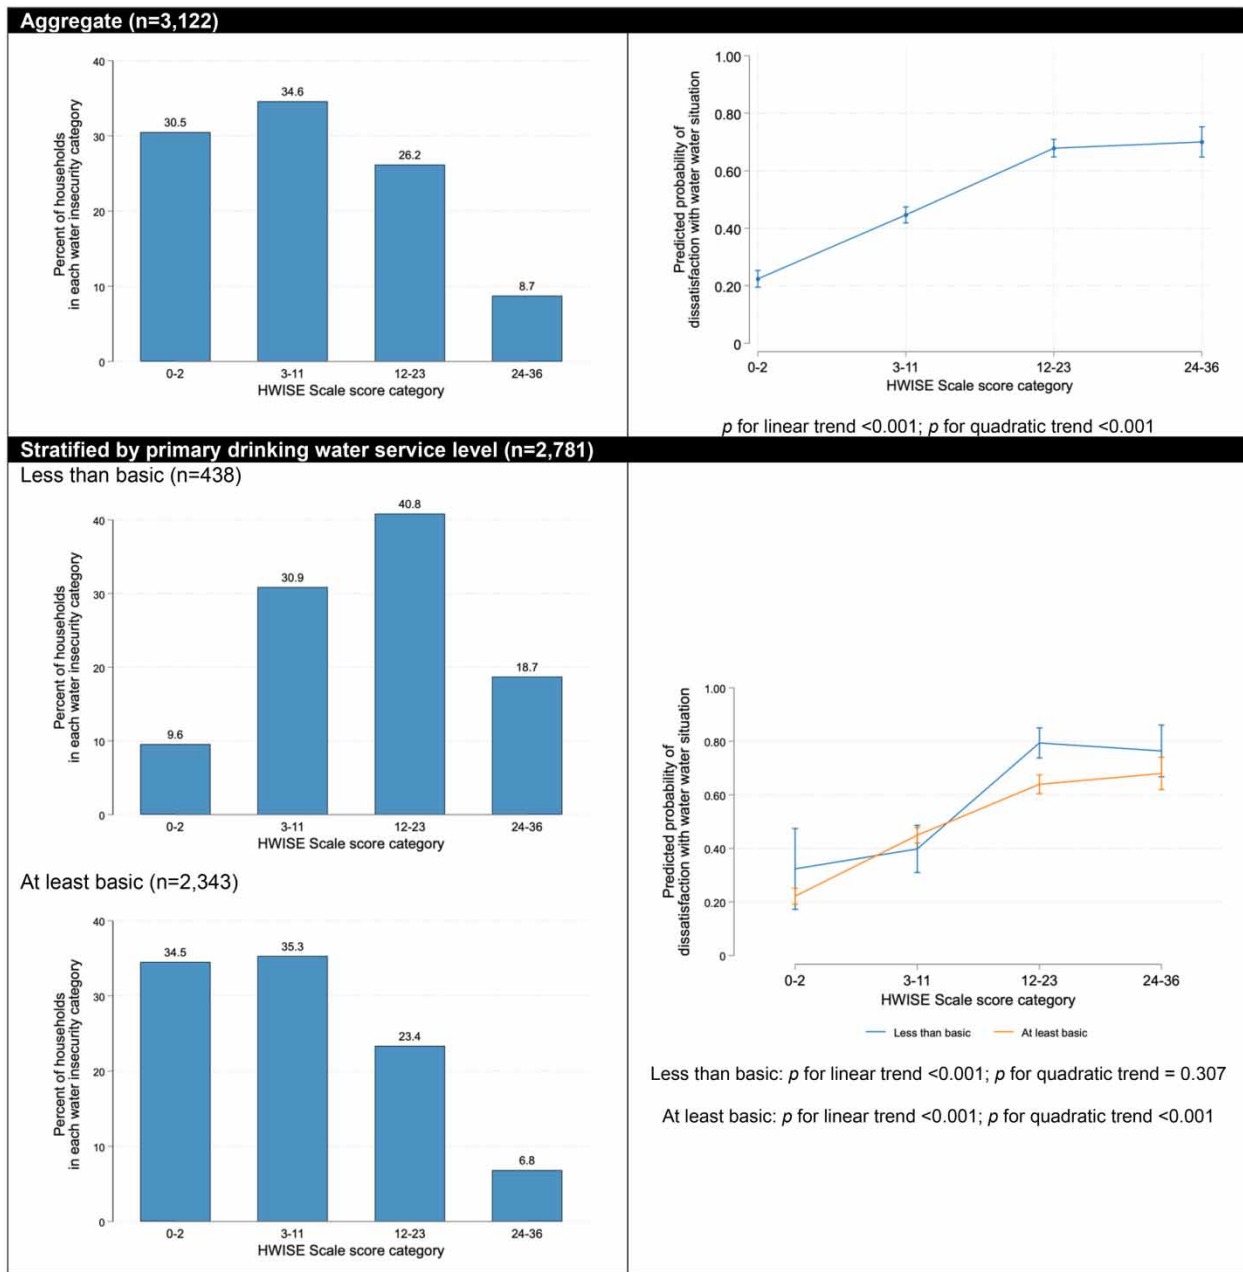 Aggregate (n=3,122)
Percent of households
in each water insecurity category
40
30
20
10
0
30.5
34.6
26.2
8.7
0-2
3-11
12-23
24-36
HWISE Scale score category
Predicted probability of
dissatisfaction with water water situation
1.00
0.80
0.60
0.40
0.20
0
0-2
3-11
12-23
24-36
HWISE Scale score category
p for linear trend <0.001; p for quadratic trend <0.001
Stratified by primary drinking water service level (n=2,781)
Less than basic (n=438)
Percent of households
in each water insecurity category
40
30
20
10
0
9.6
30.9
40.8
18.7
0-2
3-11
12-23
24-36
HWISE Scale score category
At least basic (n=2,343)
Percent of households
in each water insecurity category
40
30
20
10
0
34.5
35.3
23.4
6.8
0-2
3-11
12-23
24-36
HWISE Scale score category
Predicted probability of
dissatisfaction with water water situation
1.00
0.80
0.60
0.40
0.20
0
0-2
3-11
12-23
24-36
HWISE Scale score category
Less than basic
At least basic
Less than basic: p for linear trend <0.001; p for quadratic trend = 0.307
At least basic: p for linear trend <0.001; p for quadratic trend <0.001